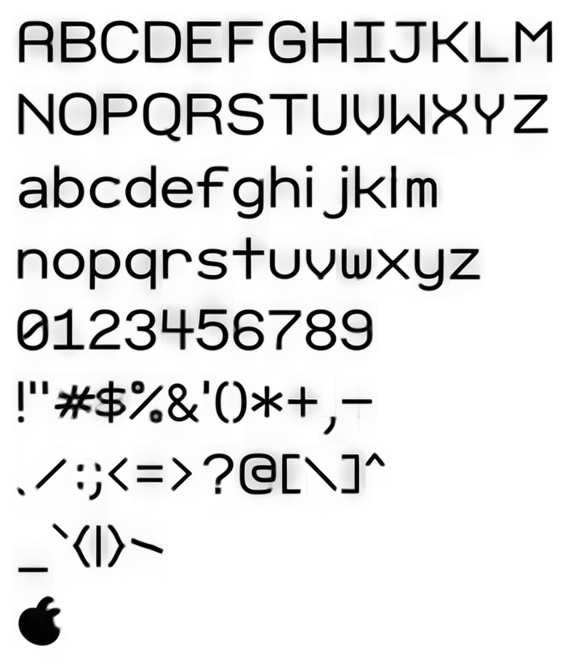 ABCDEFGHIJKLM
NOPQRSTUVWXYZ
abcdefghijklm
nopqrstuvwxyz
0123456789
!"#$%&'()*+,-
./:;<=>?@[\]^
_`{|}~